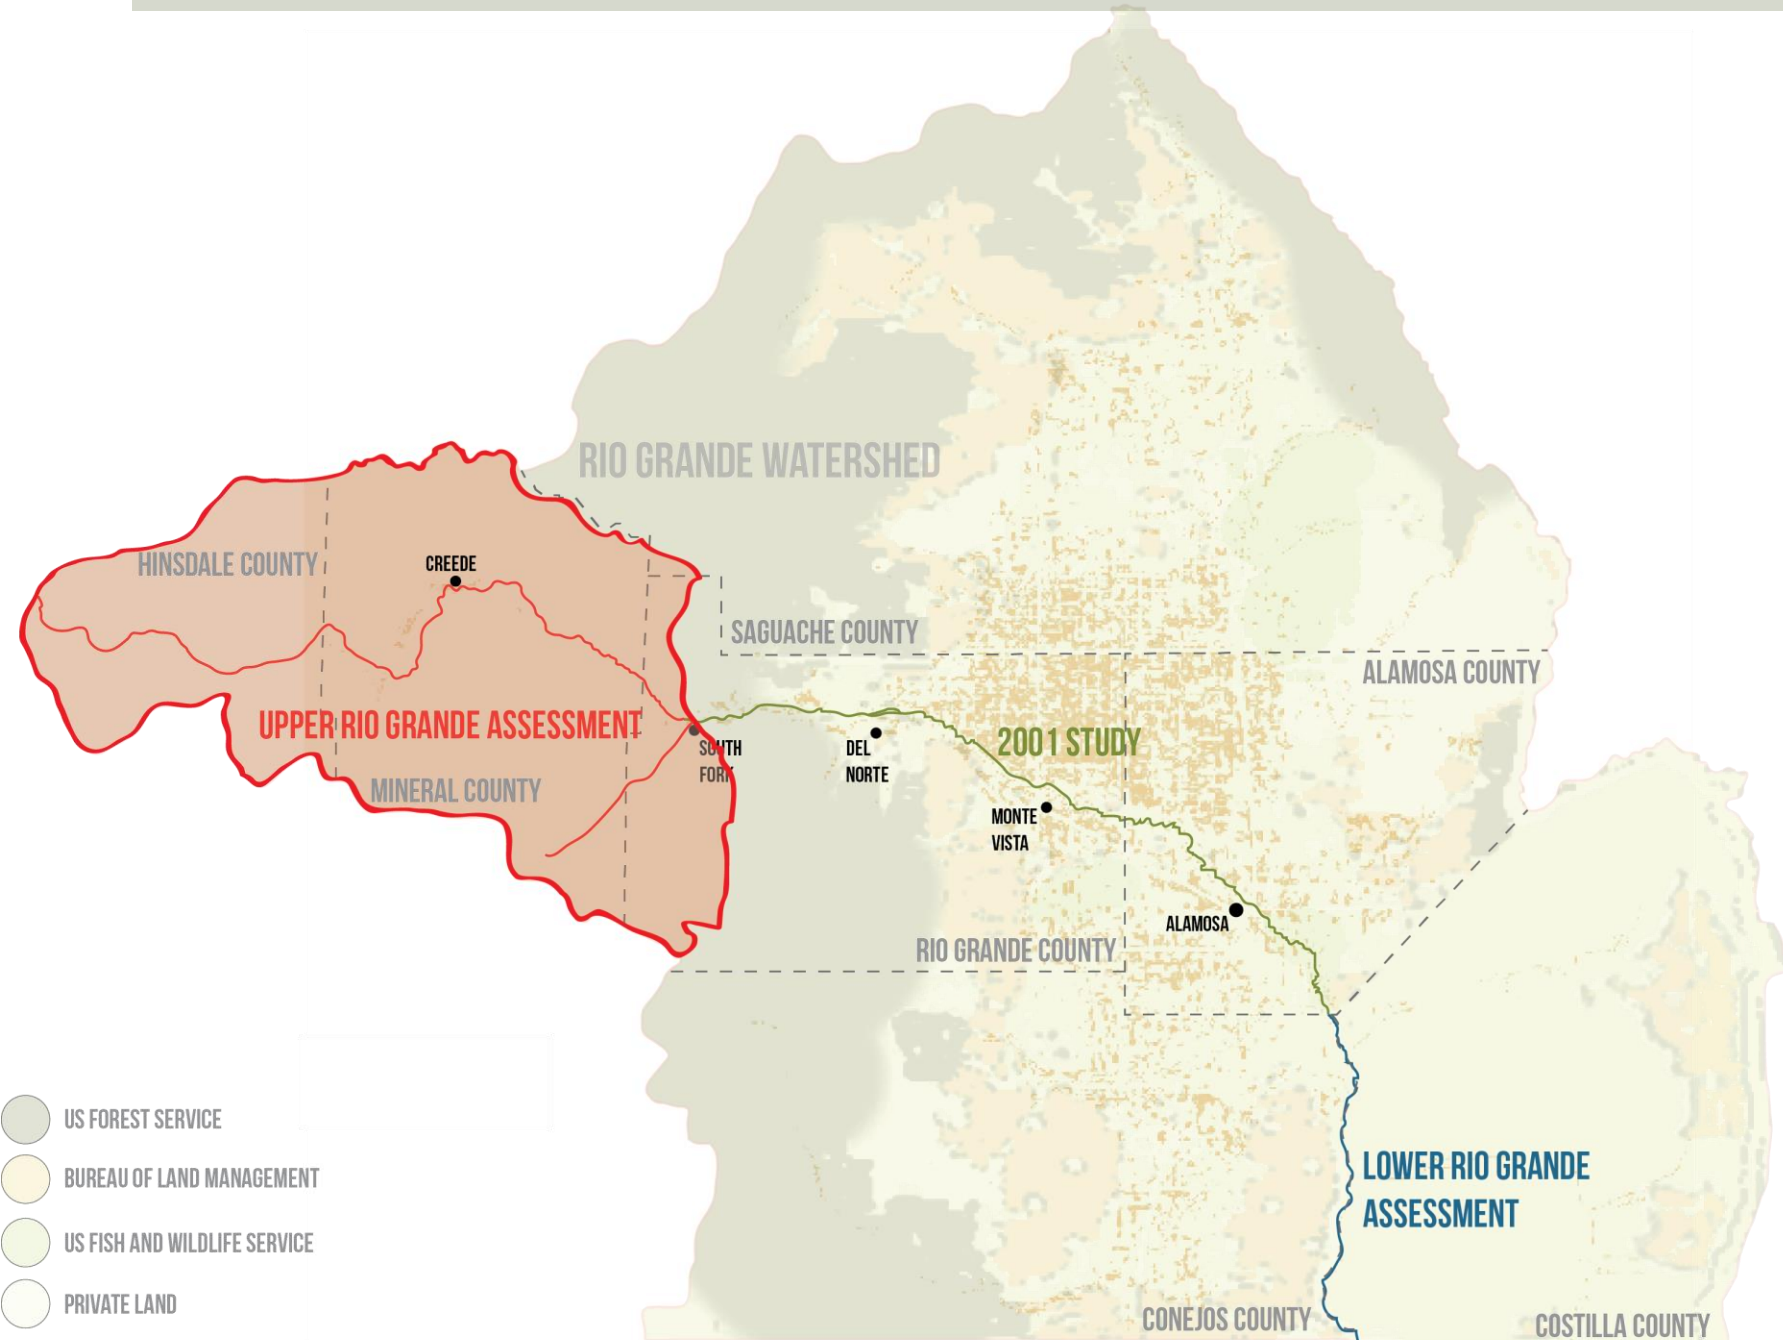 RIO GRANDE WATERSHED
HINSDALE COUNTY
CREEDE
SAGUACHE COUNTY
ALAMOSA COUNTY
UPPER RIO GRANDE ASSESSMENT
SOUTH
FORK
DEL
NORTE
2001 STUDY
MINERAL COUNTY
MONTE
VISTA
ALAMOSA
RIO GRANDE COUNTY
US FOREST SERVICE
BUREAU OF LAND MANAGEMENT
US FISH AND WILDLIFE SERVICE
PRIVATE LAND
LOWER RIO GRANDE
ASSESSMENT
CONEJOS COUNTY
COSTILLA COUNTY